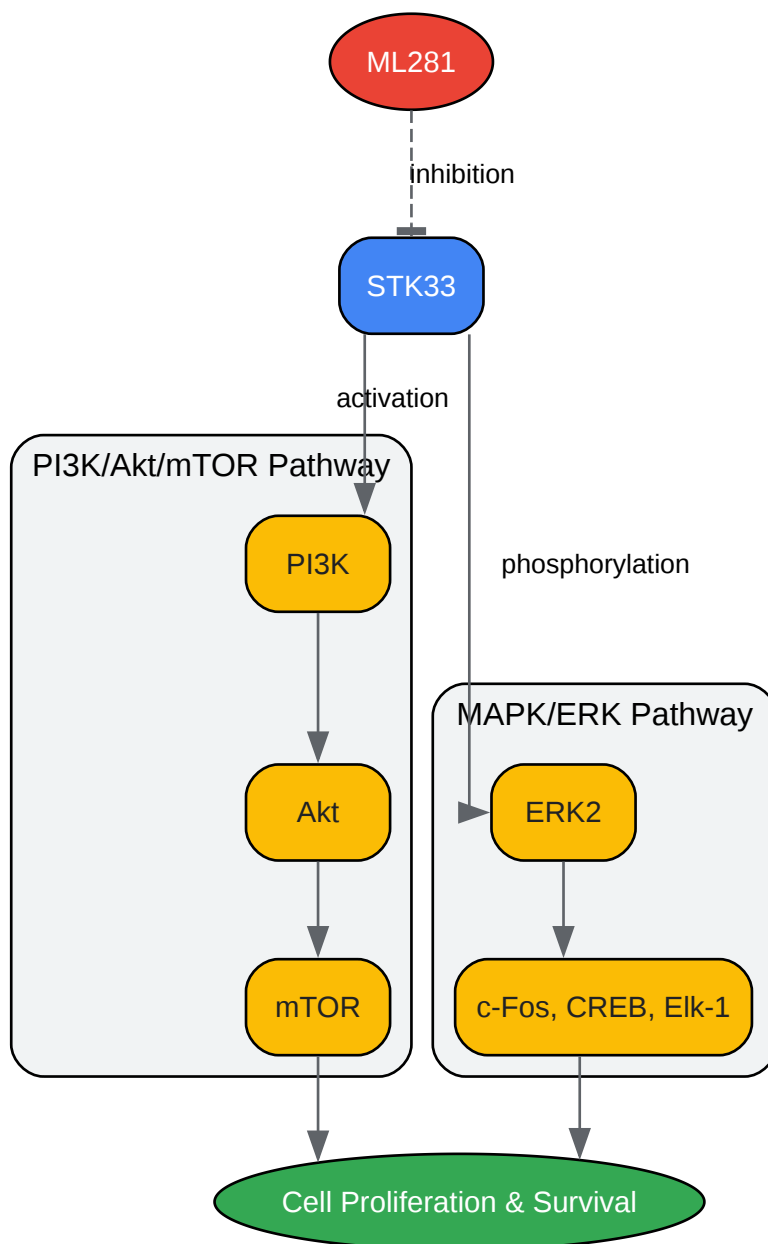 ML281
inhibition
STK33
activation
PI3K/Akt/mTOR Pathway
PI3K
phosphorylation
MAPK/ERK Pathway
Akt
ERK2
mTOR
c-Fos, CREB, Elk-1
Cell Proliferation & Survival